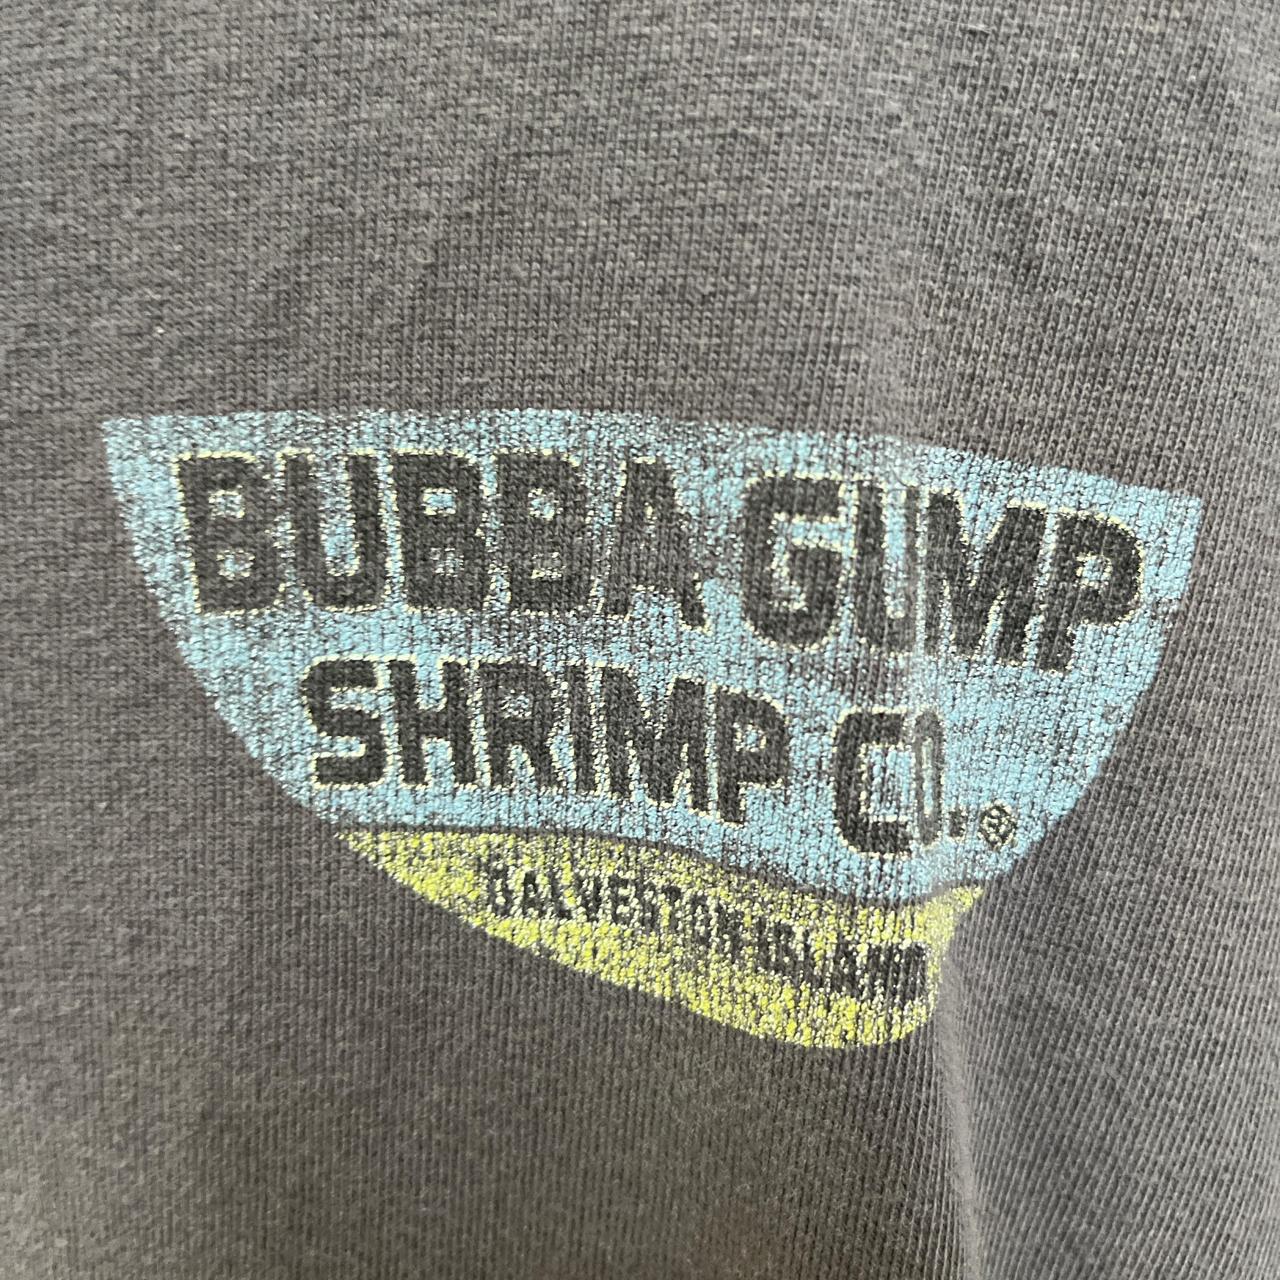 BUBBA GUMP
SHRIMP CO.®
GALVESTON ISLAND